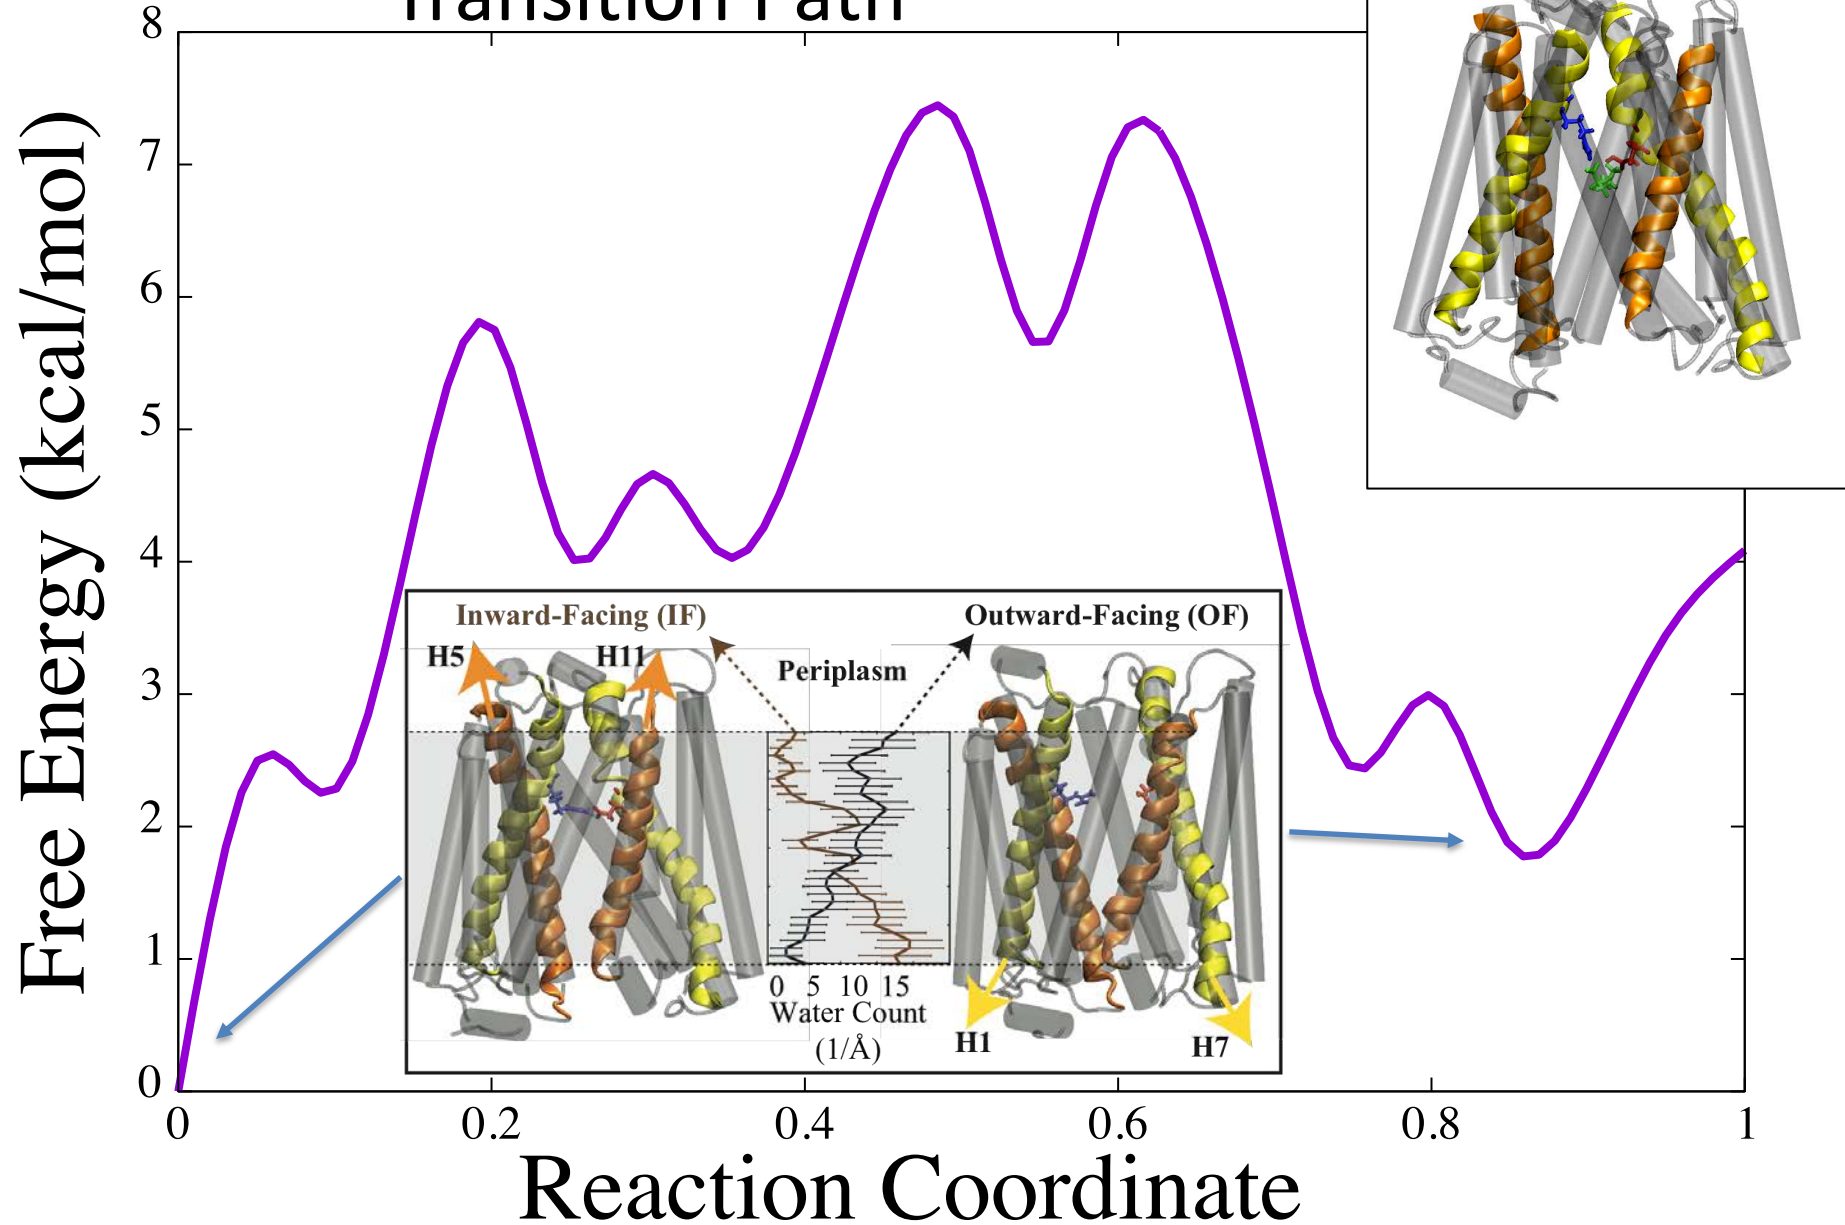 Transition Path
Free Energy (kcal/mol)
8
7
6
5
4
3
2
1
0
Inward-Facing (IF)
Outward-Facing (OF)
H5
H11
Periplasm
0 5 10 15
Water Count
(1/Å)
H1
H7
0 0.2 0.4 0.6 0.8 1
Reaction Coordinate